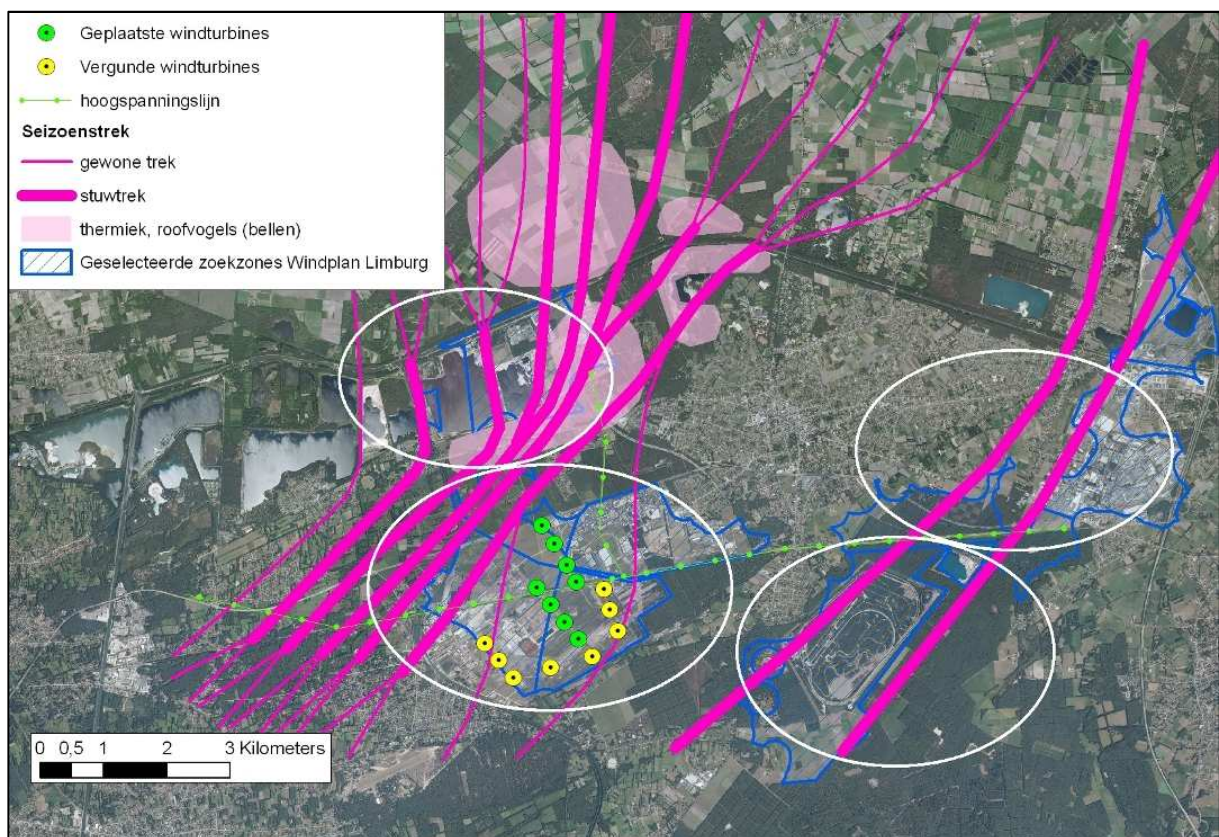 Geplaatste windturbines
Vergunde windturbines
hoogspanningslijn
Seizoenstrek
gewone trek
stuwtrek
thermiek, roofvogels (bellen)
Geselecteerde zoekzones Windplan Limburg
0 0,5 1 2 3 Kilometers